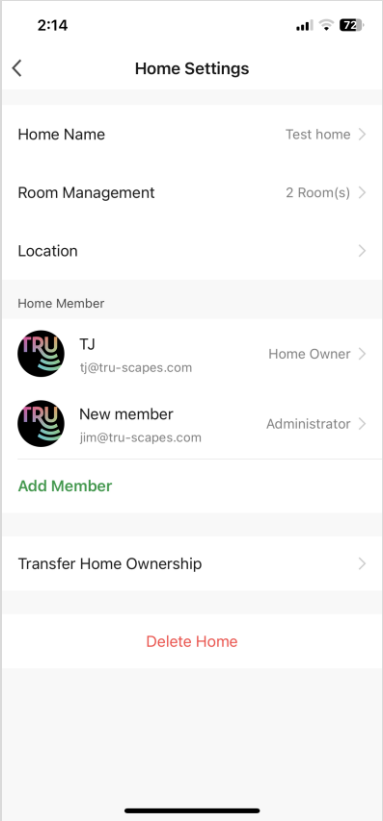 2:14
72
Home Settings
Home Name
Test home
Room Management
2 Room(s)
Location
Home Member
TRU
TJ
tj@tru-scapes.com
Home Owner
TRU
New member
jim@tru-scapes.com
Administrator
Add Member
Transfer Home Ownership
Delete Home